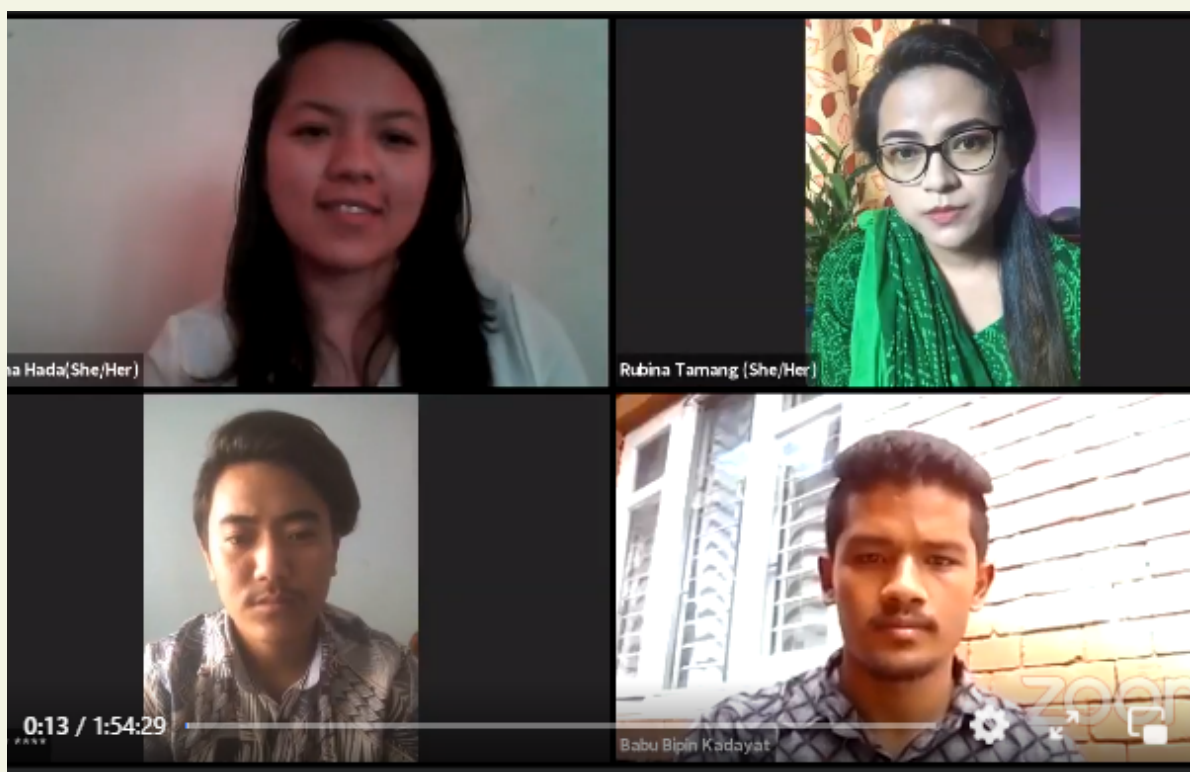 na Hada(She/Her)
Rubina Tamang (She/Her)
0:13 / 1:54:29
Babu Bipin Kadayat
zoom